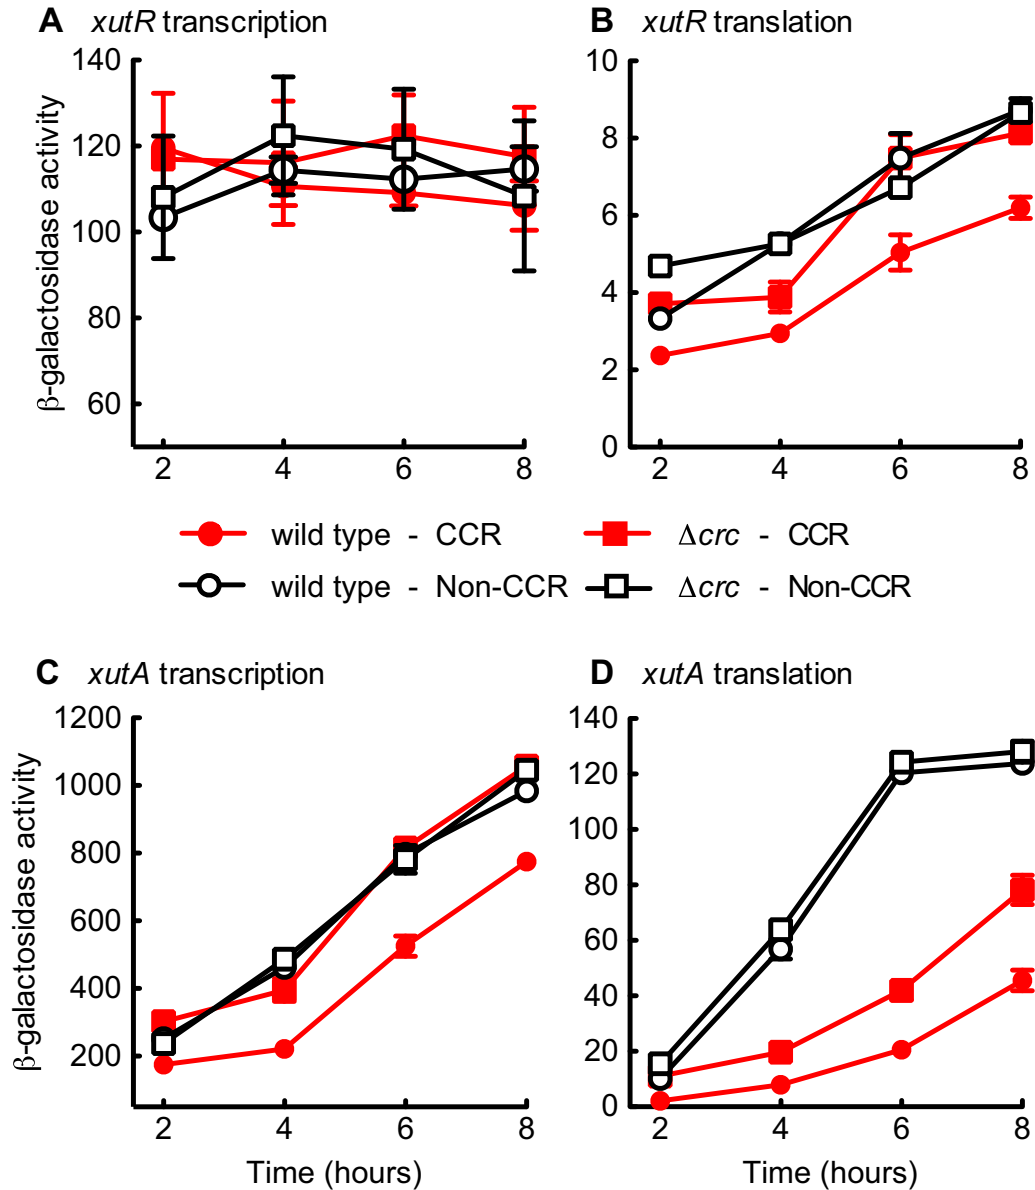 A xutR transcription
B xutR translation
β-galactosidase activity
140
120
100
80
60
2 4 6 8
10
8
6
4
2
0
2 4 6 8
wild type - CCR
Δcrc - CCR
wild type - Non-CCR
Δcrc - Non-CCR
C xutA transcription
D xutA translation
β-galactosidase activity
1200
1000
800
600
400
200
2 4 6 8
Time (hours)
140
120
100
80
60
40
20
0
2 4 6 8
Time (hours)